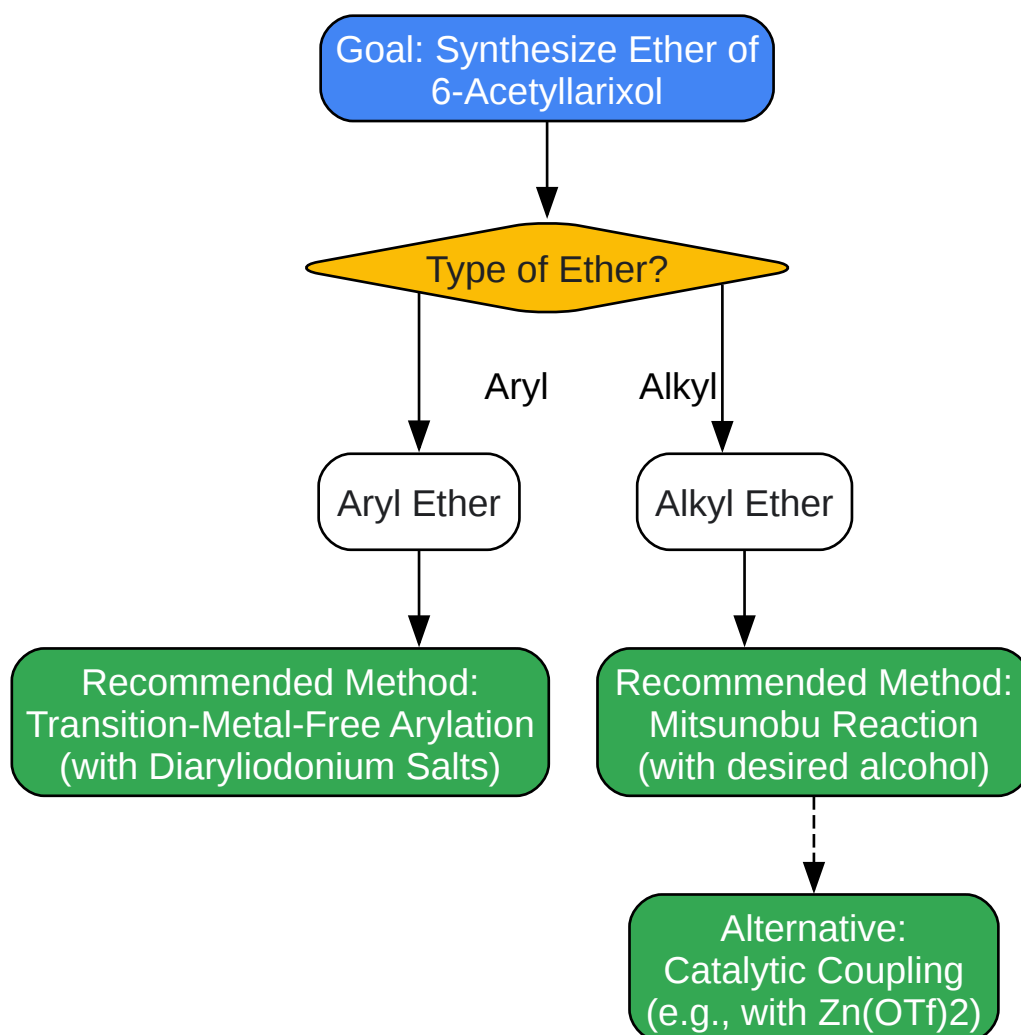 Goal: Synthesize Ether of
6-Acetyllarixol
Type of Ether?
Aryl
Alkyl
Aryl Ether
Alkyl Ether
Recommended Method:
Transition-Metal-Free Arylation
(with Diaryliodonium Salts)
Recommended Method:
Mitsunobu Reaction
(with desired alcohol)
Alternative:
Catalytic Coupling
(e.g., with Zn(OTf)2)